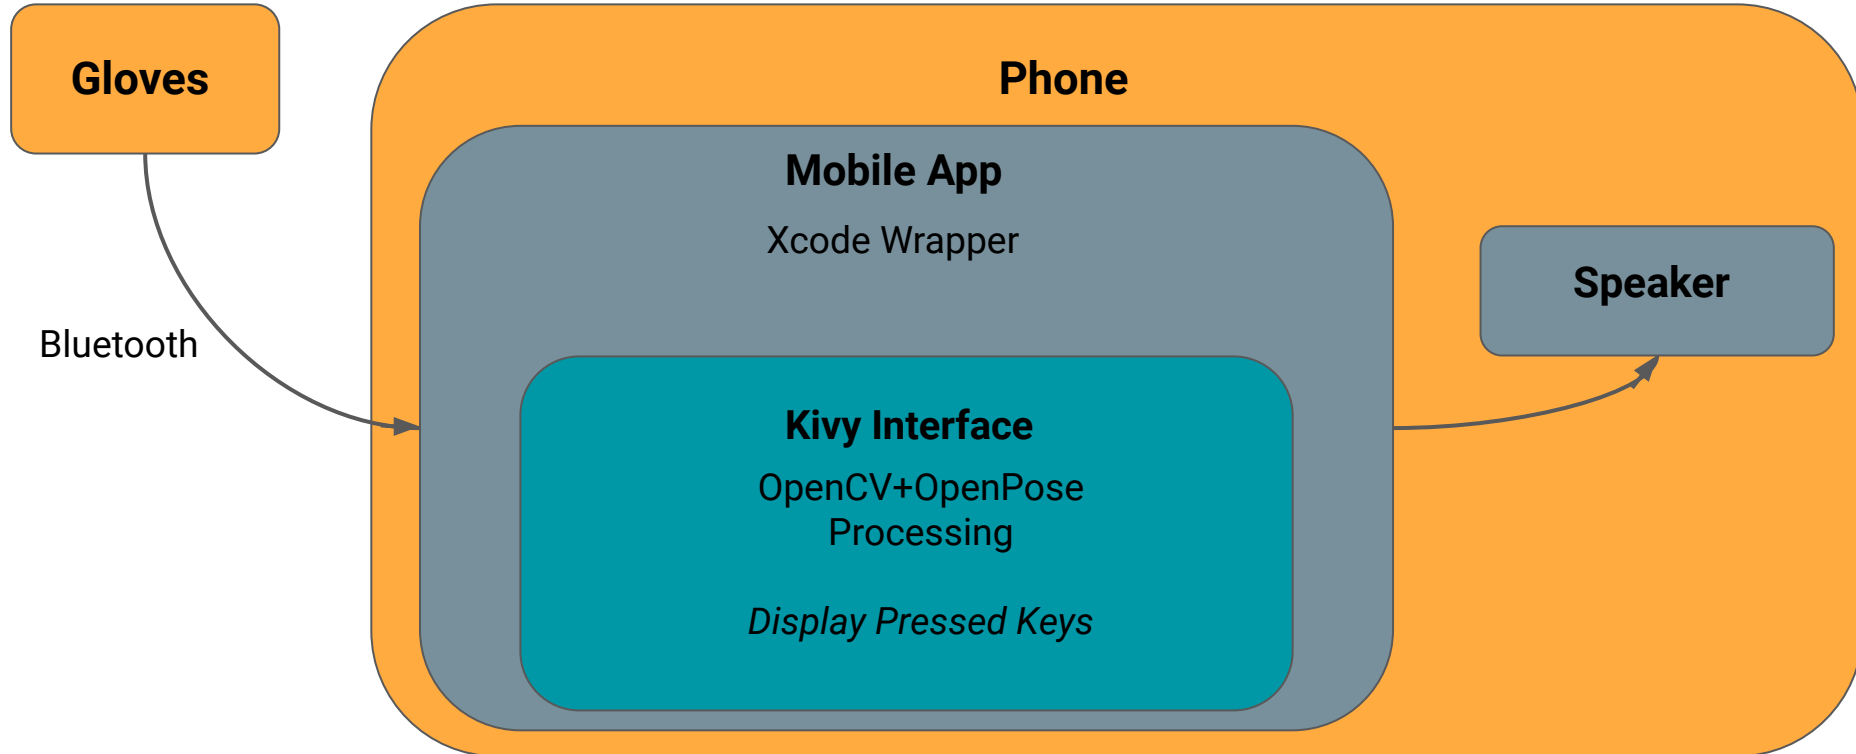 Gloves
Phone
Mobile App
Xcode Wrapper
Speaker
Bluetooth
Kivy Interface
OpenCV+OpenPose
Processing
Display Pressed Keys